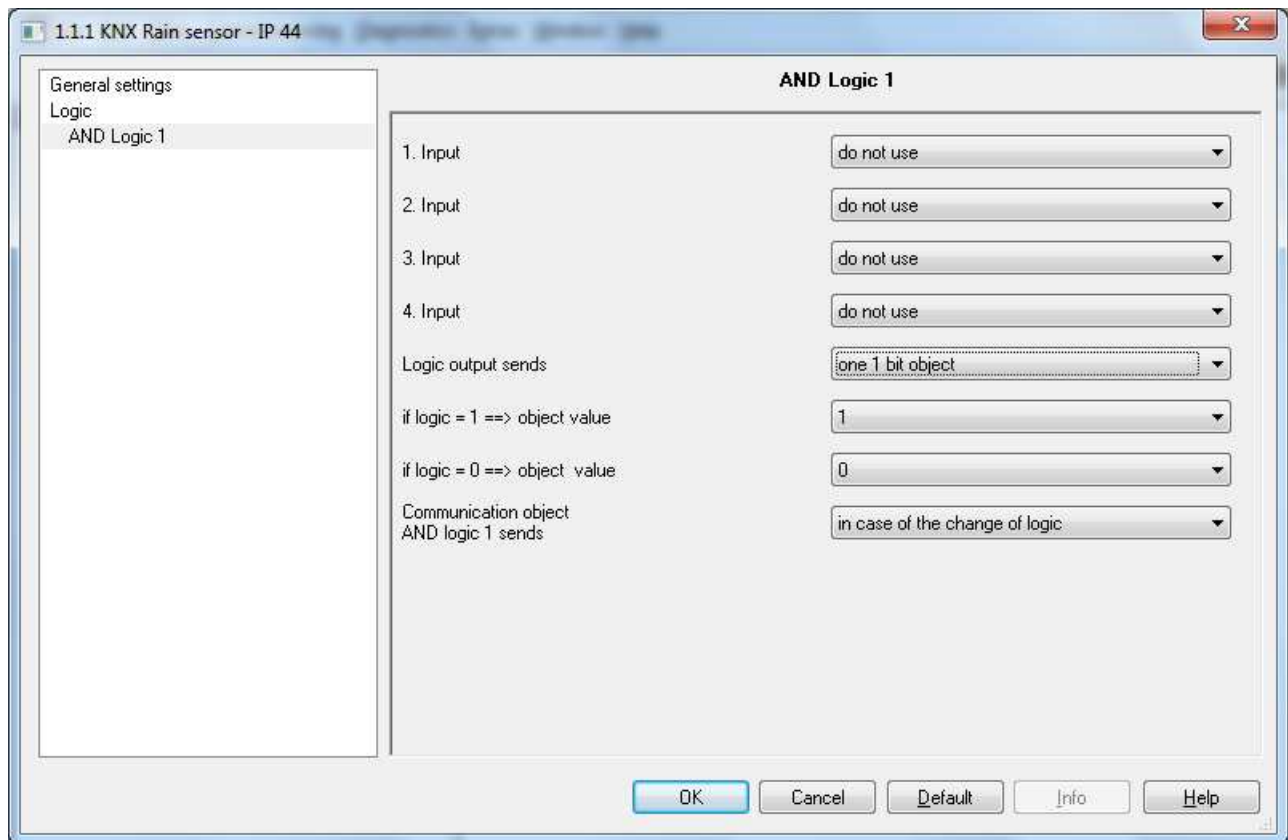 1.1.1 KNX Rain sensor - IP 44
General settings
Logic
AND Logic 1
AND Logic 1
1. Input do not use
2. Input do not use
3. Input do not use
4. Input do not use
Logic output sends one 1 bit object
if logic = 1 ==> object value 1
if logic = 0 ==> object value 0
Communication object
AND logic 1 sends in case of the change of logic
OK Cancel Default Info Help